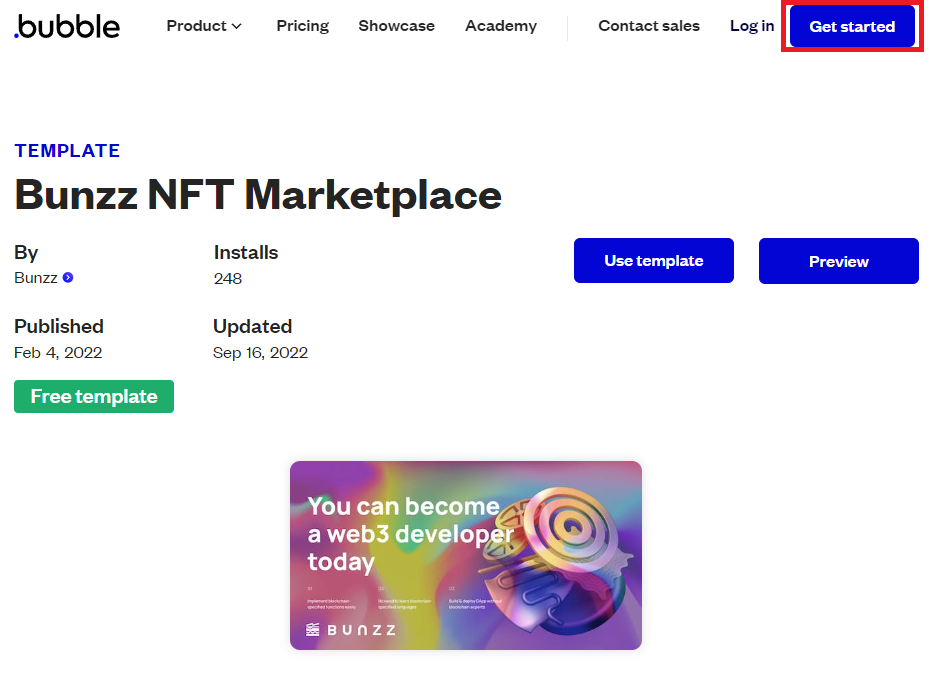 .bubble
Product
Pricing
Showcase
Academy
Contact sales
Log in
Get started
TEMPLATE
Bunzz NFT Marketplace
By
Installs
Bunzz
248
Use template
Preview
Published
Updated
Feb 4, 2022
Sep 16, 2022
Free template
You can become
a web3 developer
today
01
02
03
Implement blockchain
specified functions easily
No need to learn blockchain
specified languages
Build & deploy DApp without
blockchain experts
BUNZZ